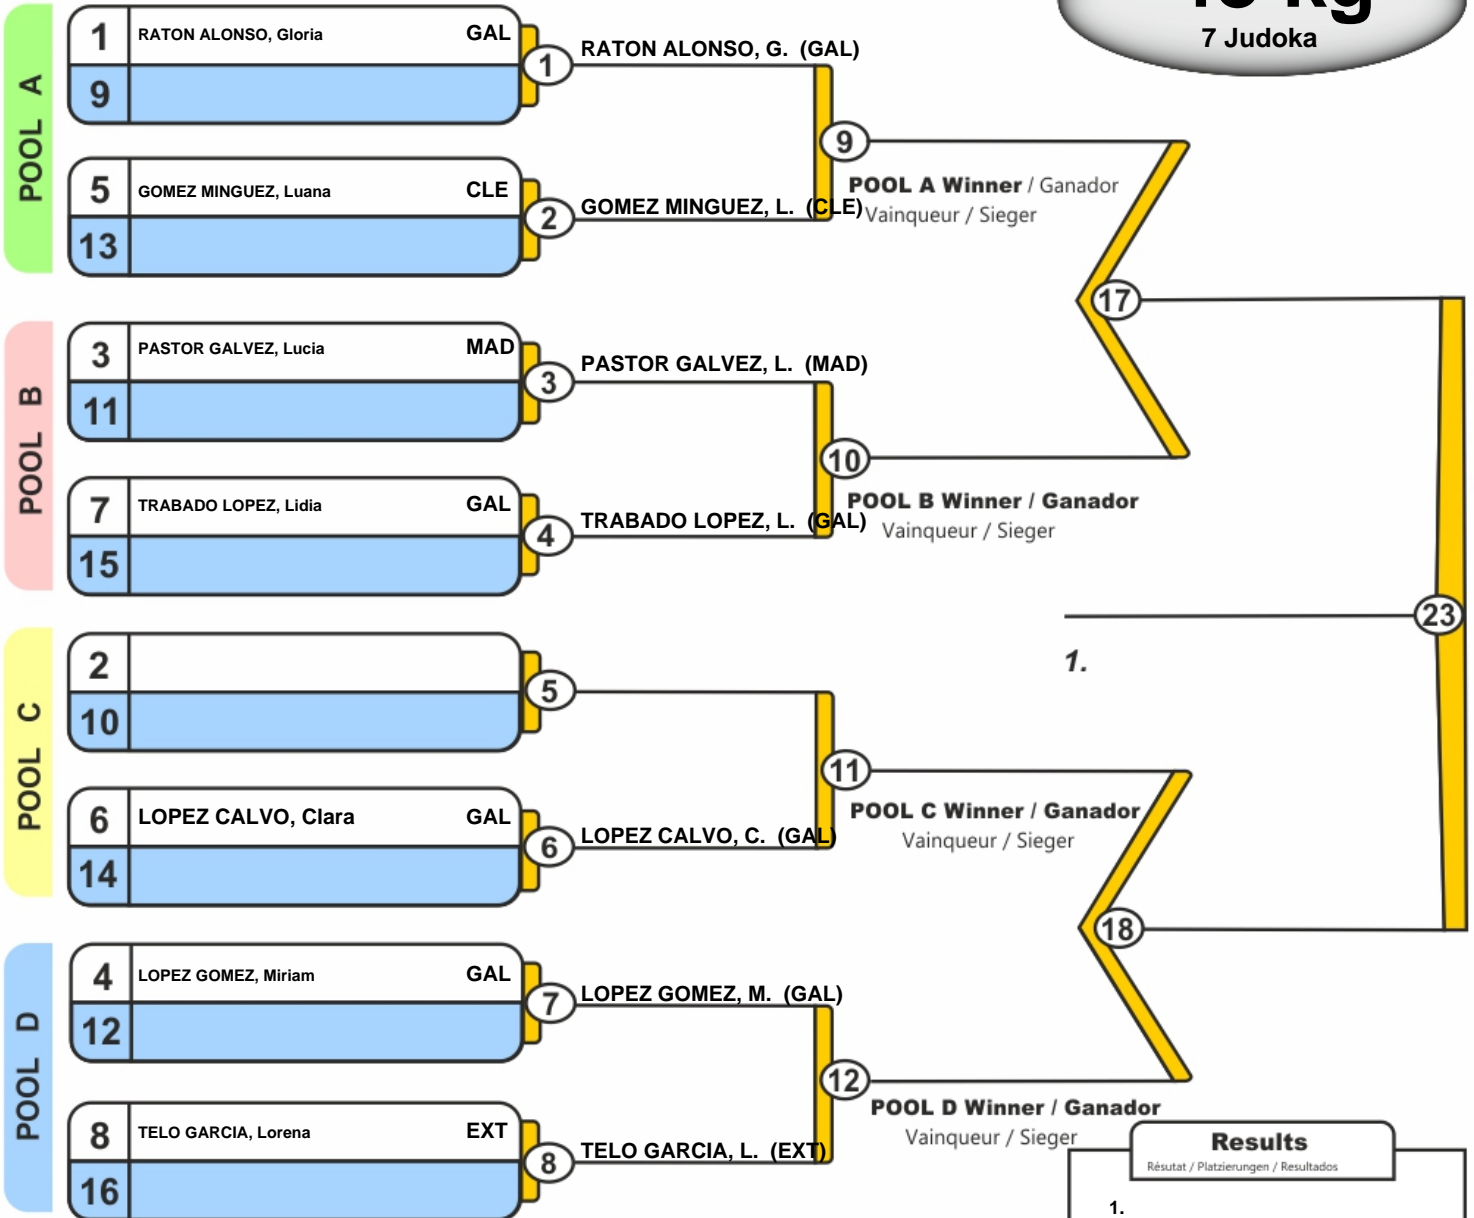 7 Judoka
POOL A
1 RATON ALONSO, Gloria GAL
9
1
RATON ALONSO, G. (GAL)
5 GOMEZ MINGUEZ, Luana CLE
13
2
GOMEZ MINGUEZ, L. (CLE)
9
POOL A Winner / Ganador
Vainqueur / Sieger
17
POOL B
3 PASTOR GALVEZ, Lucia MAD
11
3
PASTOR GALVEZ, L. (MAD)
7 TRABADO LOPEZ, Lidia GAL
15
4
TRABADO LOPEZ, L. (GAL)
10
POOL B Winner / Ganador
Vainqueur / Sieger
23
1.
POOL C
2
10
5
6 LOPEZ CALVO, Clara GAL
14
6
LOPEZ CALVO, C. (GAL)
11
POOL C Winner / Ganador
Vainqueur / Sieger
18
POOL D
4 LOPEZ GOMEZ, Miriam GAL
12
7
LOPEZ GOMEZ, M. (GAL)
8 TELO GARCIA, Lorena EXT
16
8
TELO GARCIA, L. (EXT)
12
POOL D Winner / Ganador
Vainqueur / Sieger
Results
Résutat / Platzierungen / Resultados
1.